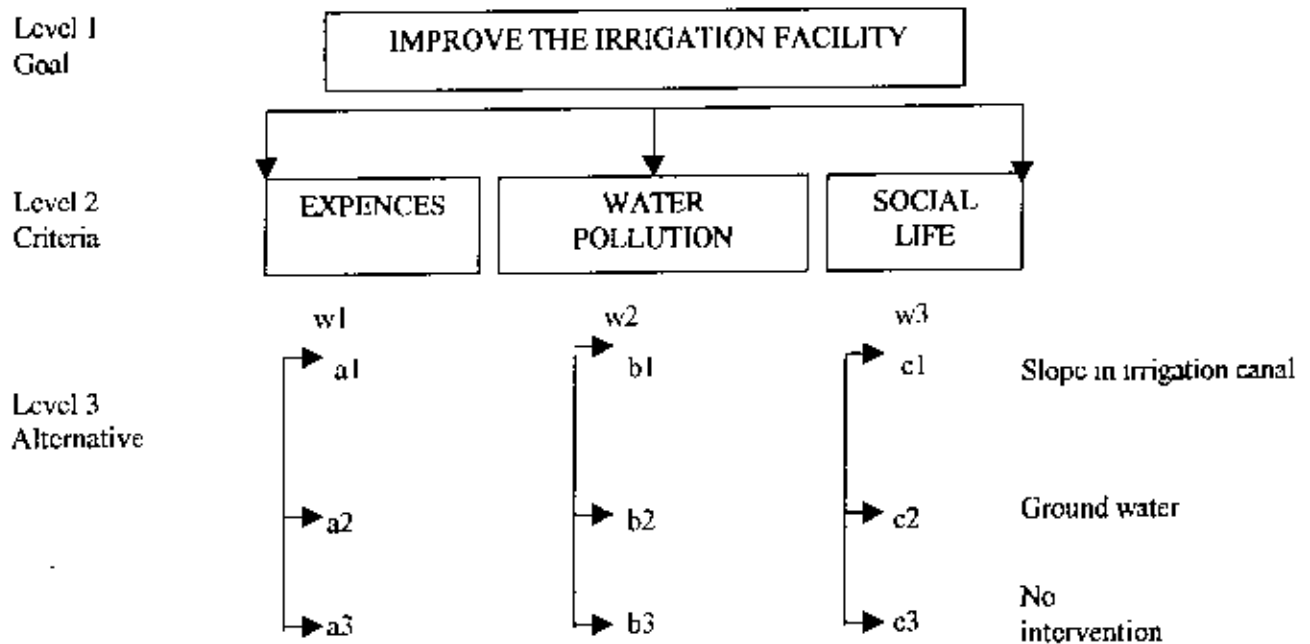 Level 1
Goal
IMPROVE THE IRRIGATION FACILITY
Level 2
Criteria
EXPENCES
WATER
POLLUTION
SOCIAL
LIFE
w1
w2
w3
Level 3
Alternative
a1
b1
c1
Slope in irrigation canal
a2
b2
c2
Ground water
a3
b3
c3
No
intervention